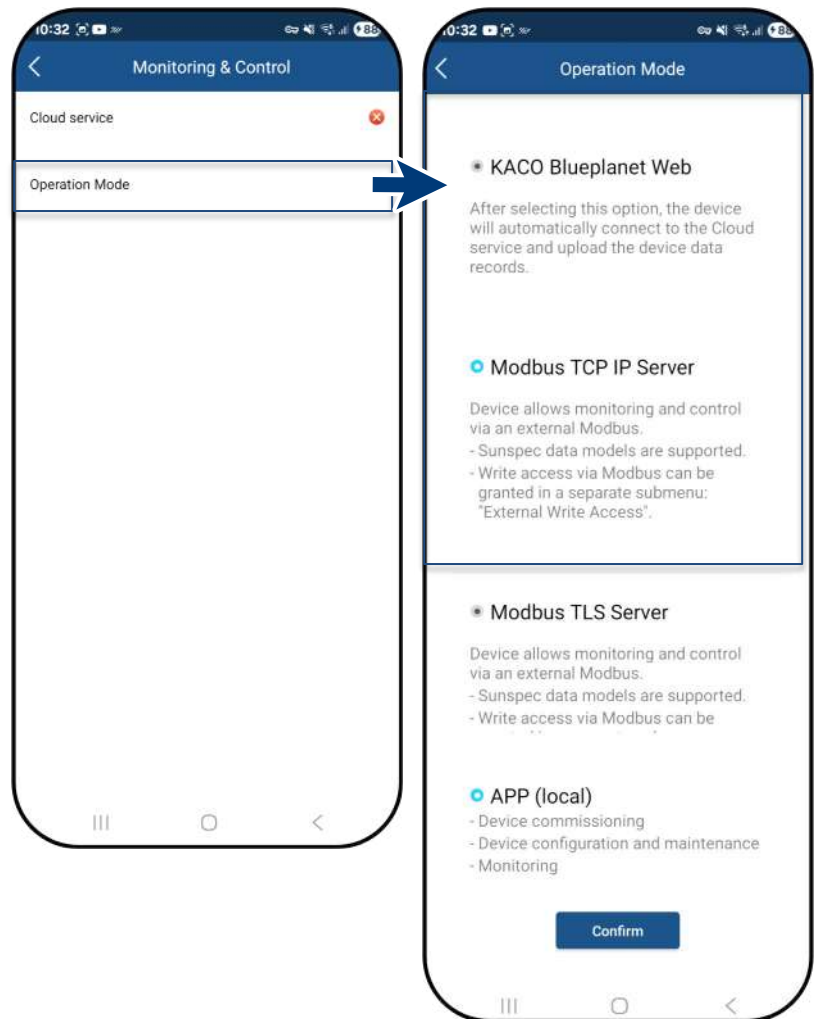 10:32
88
Monitoring & Control
Cloud service
Operation Mode
10:32
88
Operation Mode
KACO Blueplanet Web
After selecting this option, the device
will automatically connect to the Cloud
service and upload the device data
records.
Modbus TCP IP Server
Device allows monitoring and control
via an external Modbus.
- Sunspec data models are supported.
- Write access via Modbus can be
granted in a separate submenu:
"External Write Access".
Modbus TLS Server
Device allows monitoring and control
via an external Modbus.
- Sunspec data models are supported.
- Write access via Modbus can be
APP (local)
- Device commissioning
- Device configuration and maintenance
- Monitoring
Confirm